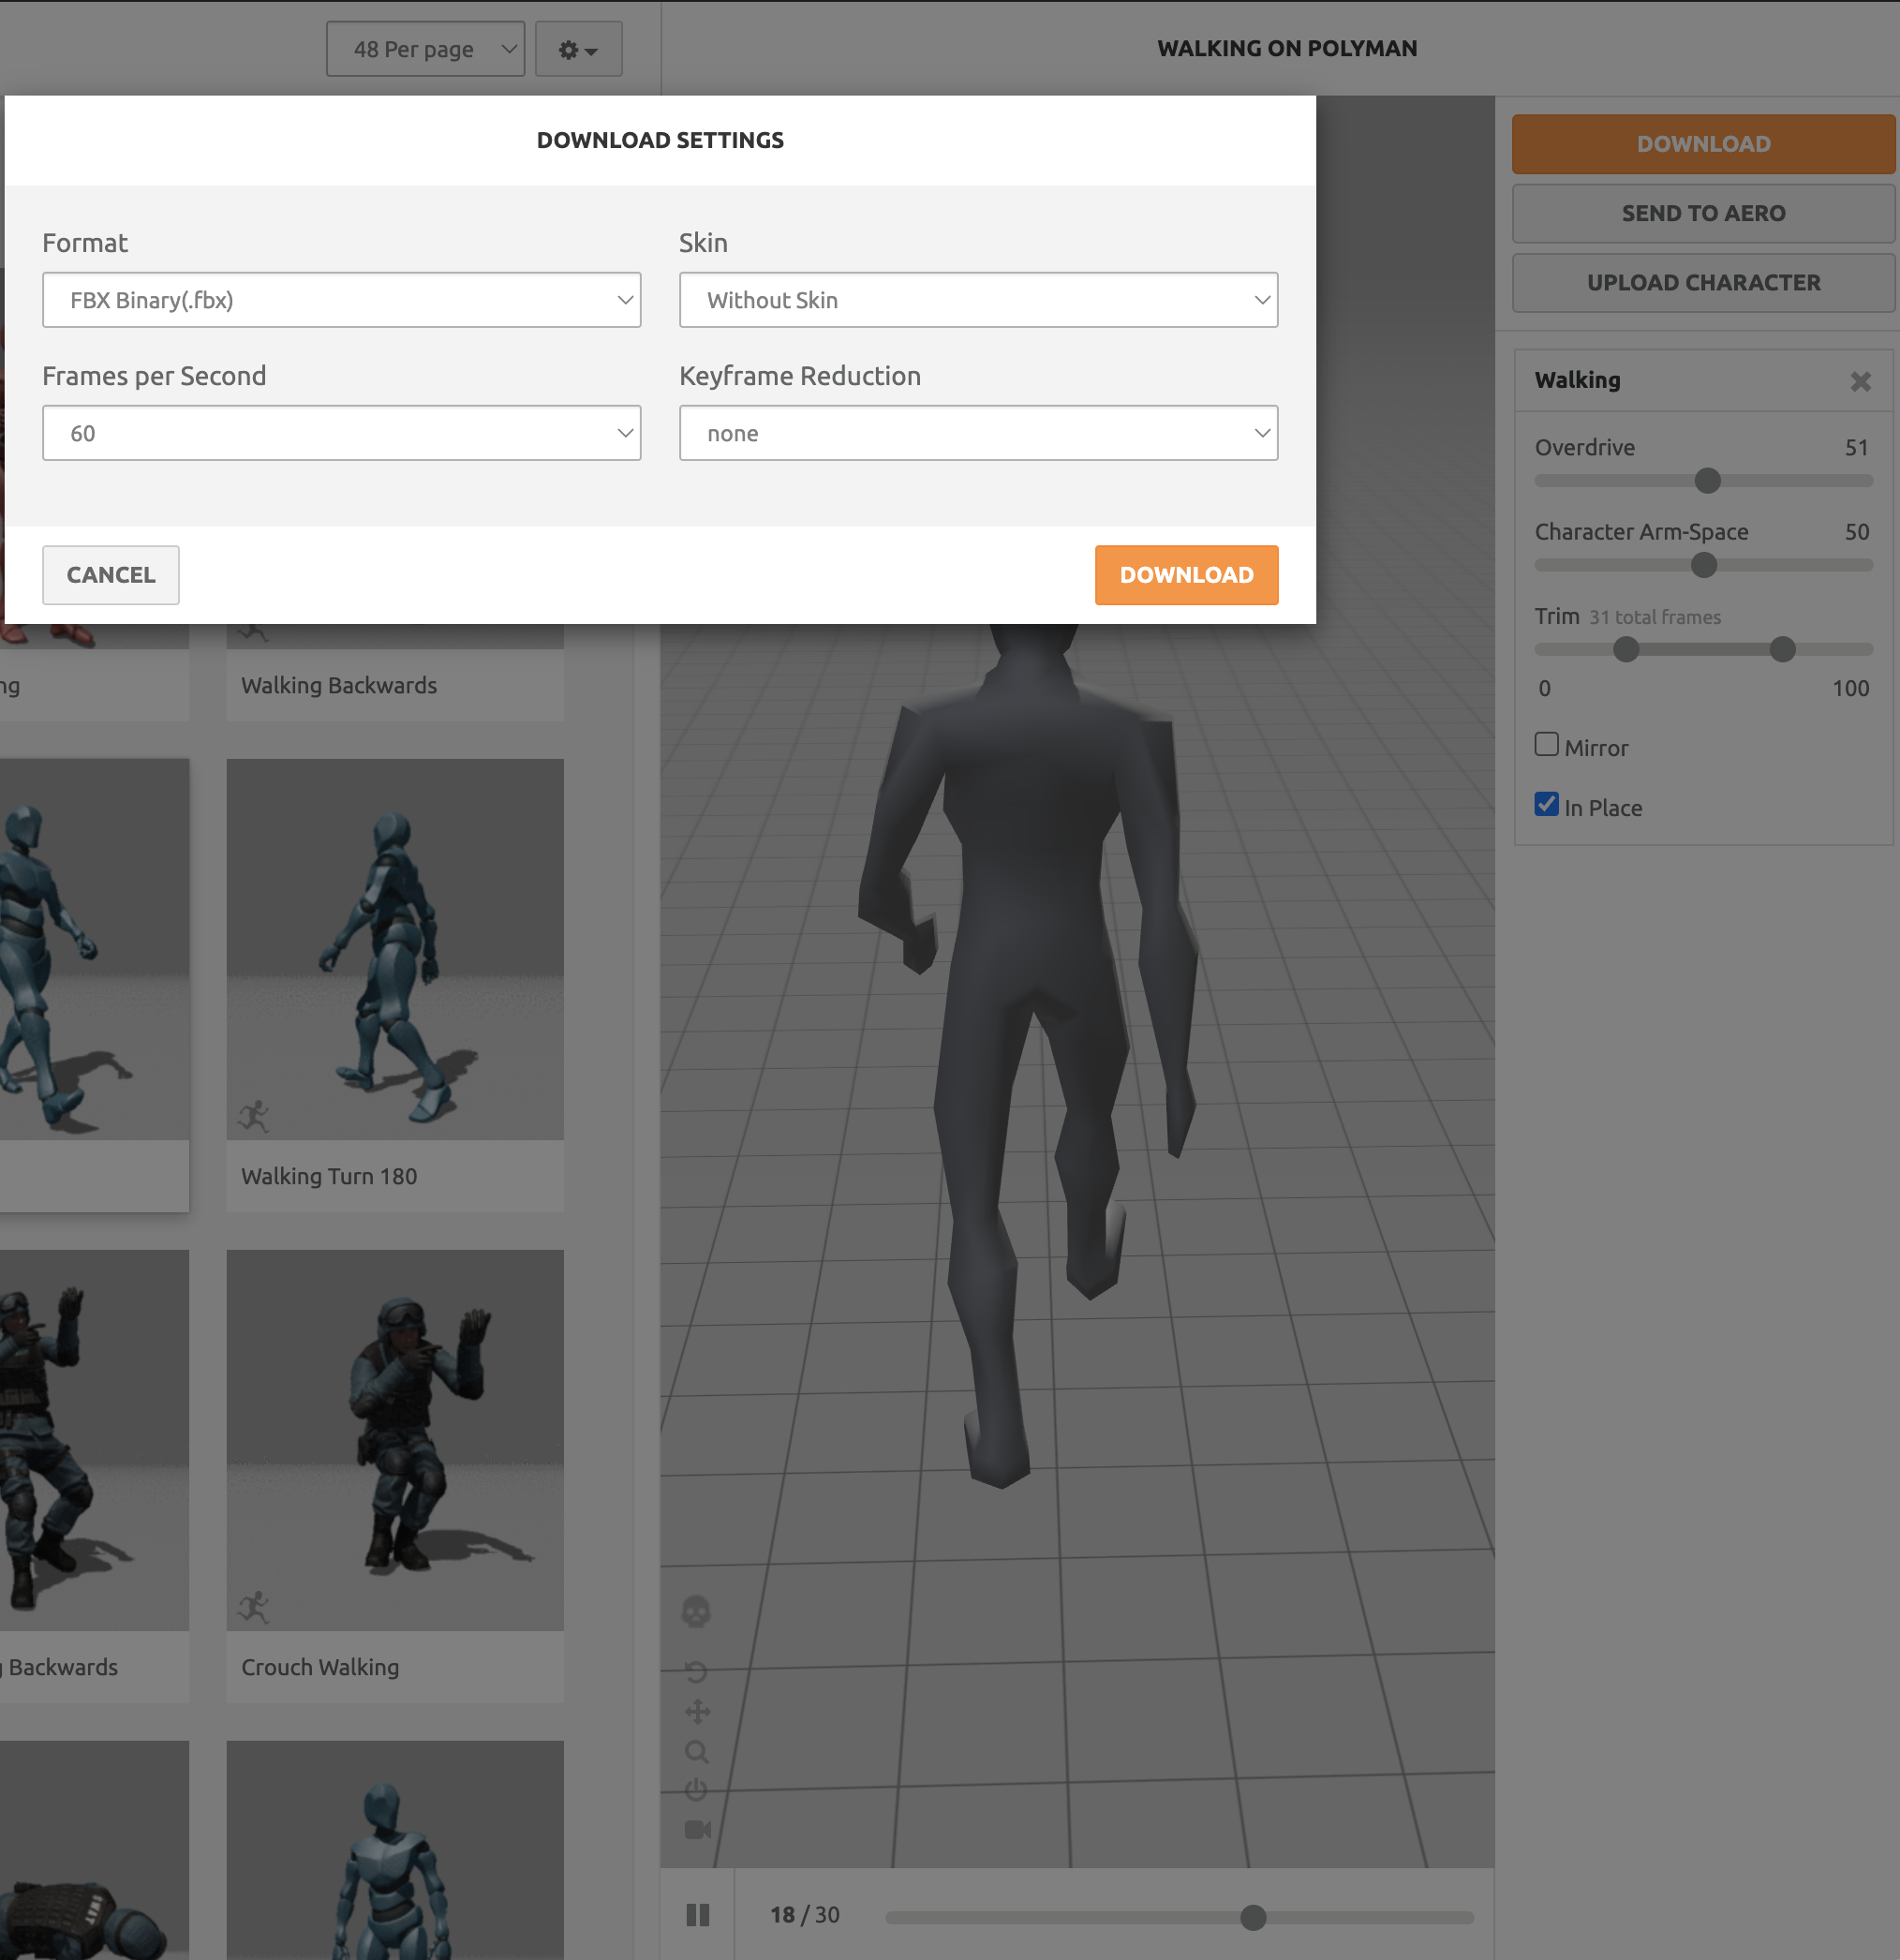 48 Per page
WALKING ON POLYMAN
DOWNLOAD SETTINGS
Format
Skin
FBX Binary(.fbx)
Without Skin
Frames per Second
Keyframe Reduction
60
none
CANCEL
DOWNLOAD
DOWNLOAD
SEND TO AERO
UPLOAD CHARACTER
Walking
Overdrive 51
Character Arm-Space 50
Trim 31 total frames
0 100
Mirror
In Place
ng
Walking Backwards
Walking Turn 180
g Backwards
Crouch Walking
SWAT
18 / 30